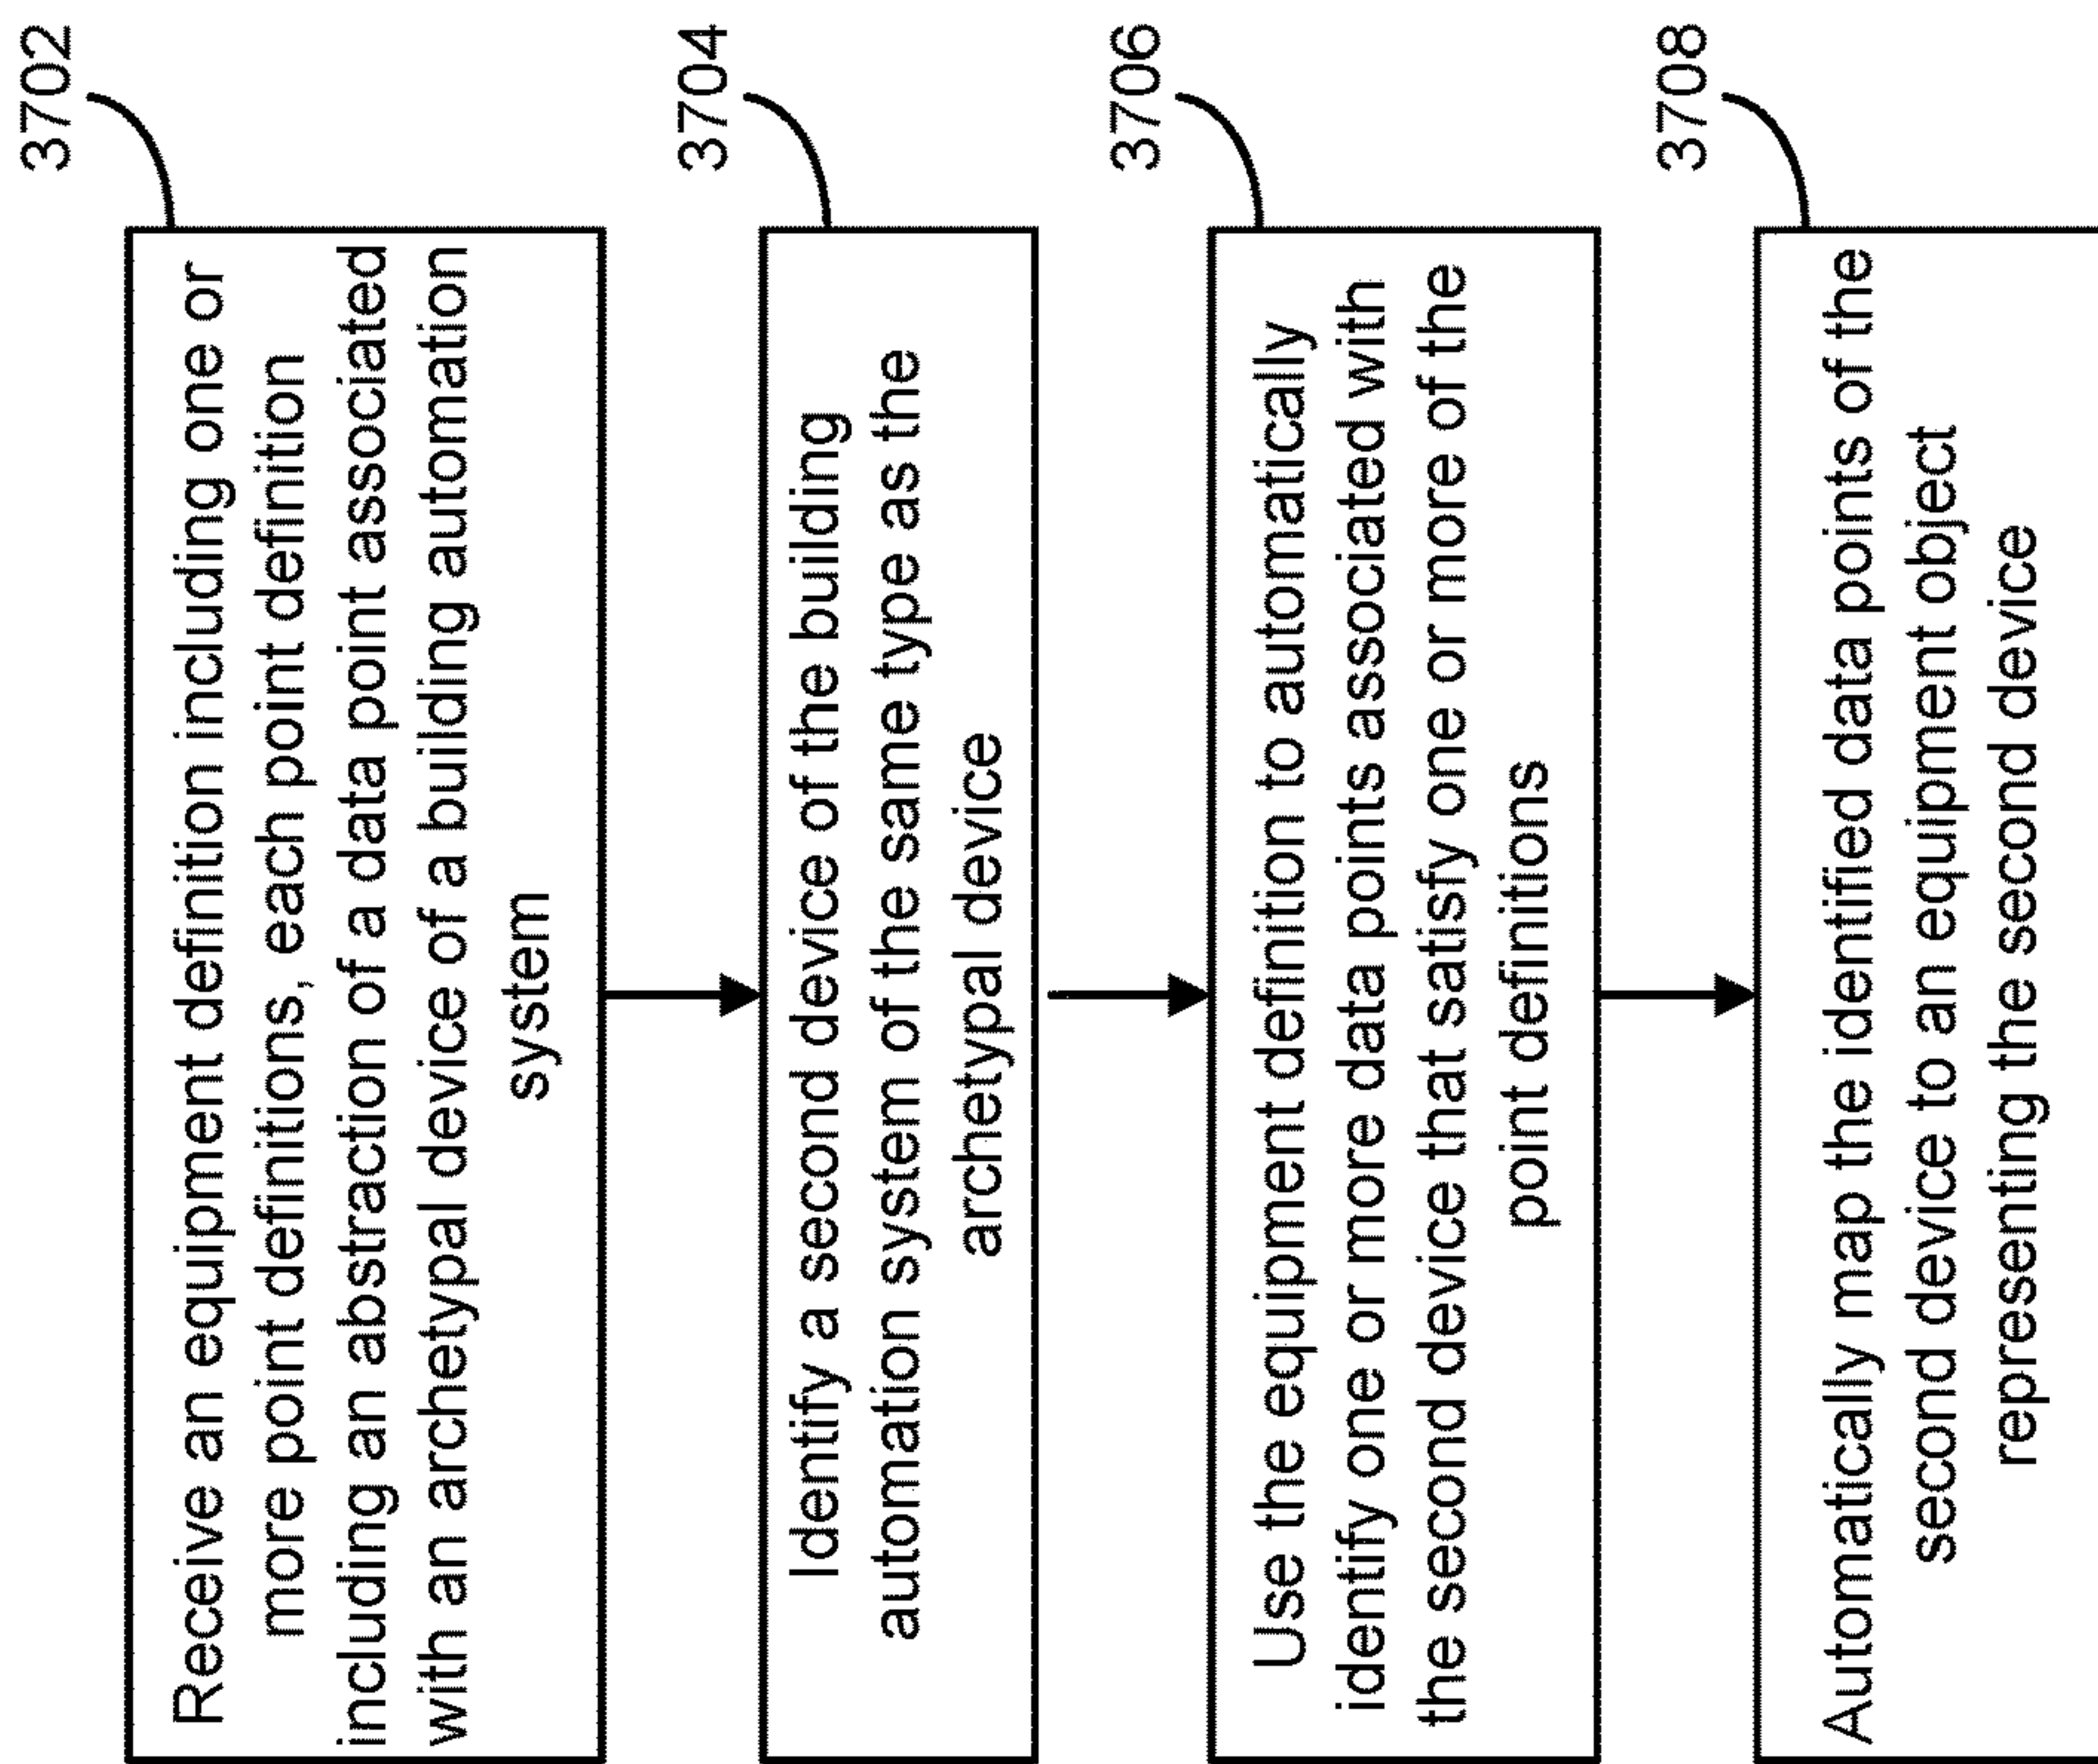 3702
Receive an equipment definition including one or
more point definitions, each point definition
including an abstraction of a data point associated
with an archetypal device of a building automation
system
3704
Identify a second device of the building
automation system of the same type as the
archetypal device
3706
Use the equipment definition to automatically
identify one or more data points associated with
the second device that satisfy one or more of the
point definitions
3708
Automatically map the identified data points of the
second device to an equipment object
representing the second device